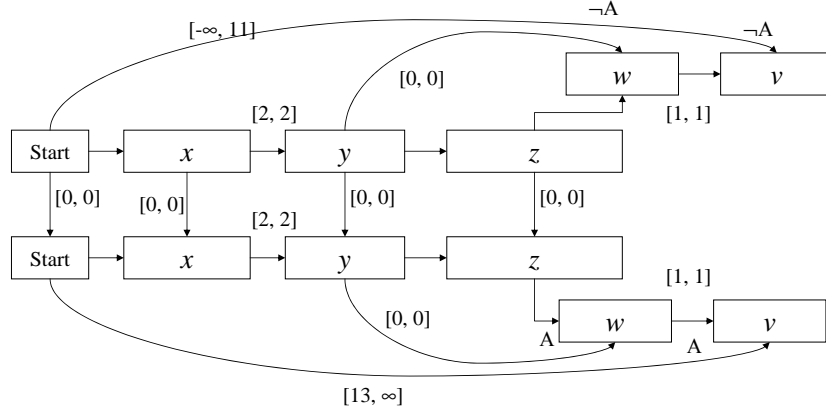 ¬A
[-∞, 11]
¬A
[0, 0]
w
v
[2, 2]
[1, 1]
Start
x
y
z
[0, 0]
[0, 0]
[0, 0]
[0, 0]
[2, 2]
Start
x
y
z
[1, 1]
[0, 0]
A
w
A
v
[13, ∞]